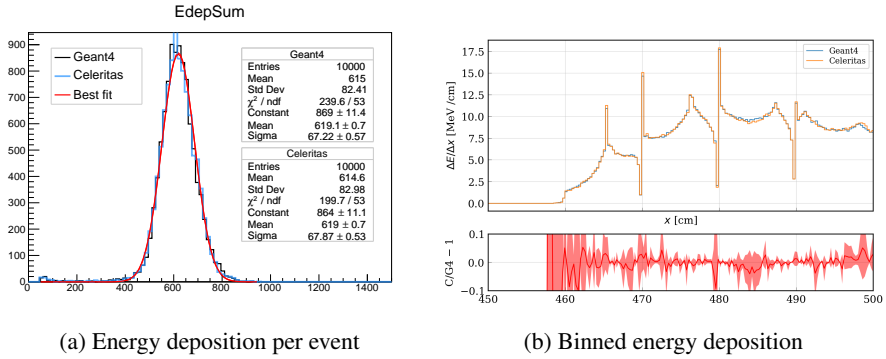 EdepSum
900
800
700
600
500
400
300
200
100
0
0 200 400 600 800 1000 1200 1400
Geant4
Celeritas
Best fit
Geant4
Entries 10000
Mean 615
Std Dev 82.41
χ² / ndf 239.6 / 53
Constant 869 ± 11.4
Mean 619.1 ± 0.7
Sigma 67.22 ± 0.57
Celeritas
Entries 10000
Mean 614.6
Std Dev 82.98
χ² / ndf 199.7 / 53
Constant 864 ± 11.1
Mean 619 ± 0.7
Sigma 67.87 ± 0.53
(a) Energy deposition per event
ΔE/Δx [MeV /cm]
17.5
15.0
12.5
10.0
7.5
5.0
2.5
0.0
Geant4
Celeritas
x [cm]
C/G4 − 1
0.1
0.0
−0.1
450 460 470 480 490 500
(b) Binned energy deposition